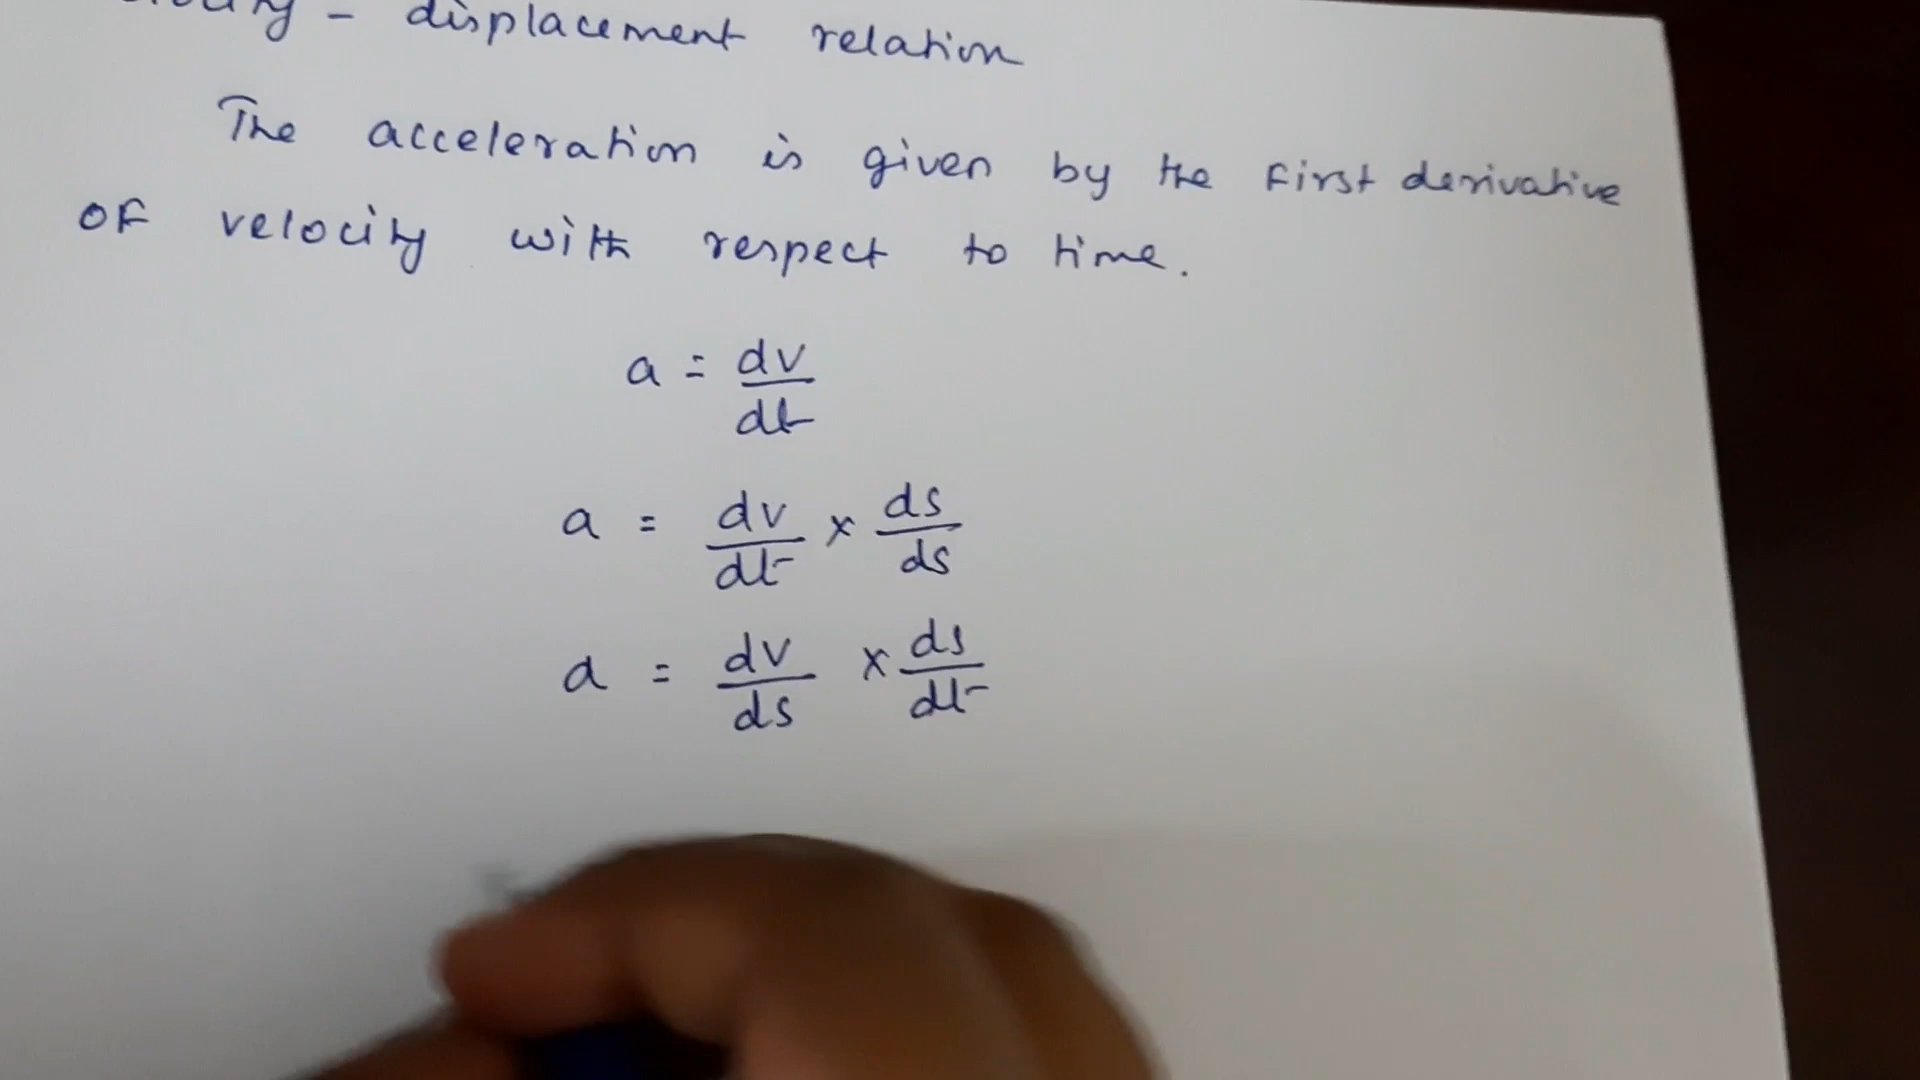 – displacement relation
The acceleration is given by the first derivative
of velocity with respect to time.
a = dv/dt
a = dv/dt × ds/ds
a = dv/ds × ds/dt